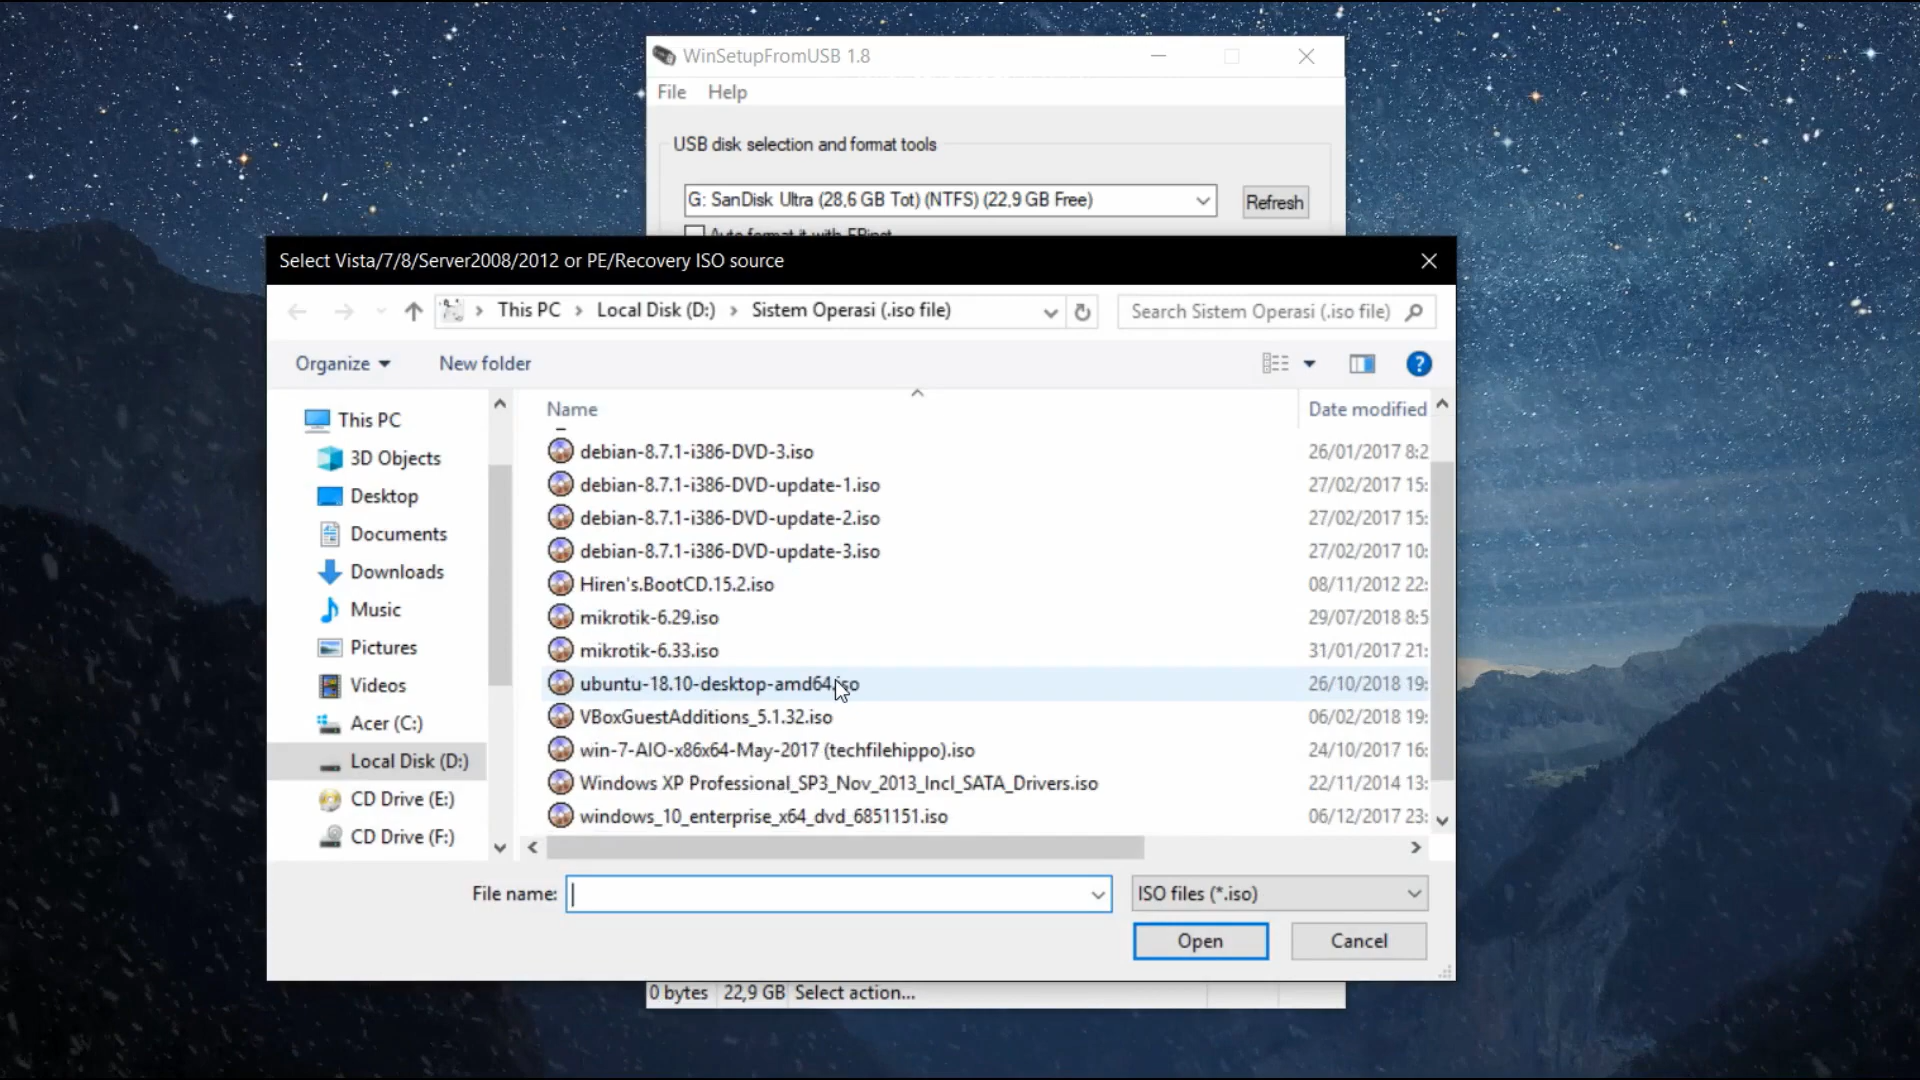 WinSetupFromUSB 1.8
File Help
USB disk selection and format tools
G: SanDisk Ultra (28,6 GB Tot) (NTFS) (22,9 GB Free)
Refresh
Auto format it with FBinst
Select Vista/7/8/Server2008/2012 or PE/Recovery ISO source
This PC > Local Disk (D:) > Sistem Operasi (.iso file)
Search Sistem Operasi (.iso file)
Organize
New folder
This PC
3D Objects
Desktop
Documents
Downloads
Music
Pictures
Videos
Acer (C:)
Local Disk (D:)
CD Drive (E:)
CD Drive (F:)
Name Date modified
debian-8.7.1-i386-DVD-3.iso 26/01/2017 8:2
debian-8.7.1-i386-DVD-update-1.iso 27/02/2017 15:
debian-8.7.1-i386-DVD-update-2.iso 27/02/2017 15:
debian-8.7.1-i386-DVD-update-3.iso 27/02/2017 10:
Hiren's.BootCD.15.2.iso 08/11/2012 22:
mikrotik-6.29.iso 29/07/2018 8:5
mikrotik-6.33.iso 31/01/2017 21:
ubuntu-18.10-desktop-amd64.iso 26/10/2018 19:
VBoxGuestAdditions_5.1.32.iso 06/02/2018 19:
win-7-AIO-x86x64-May-2017 (techfilehippo).iso 24/10/2017 16:
Windows XP Professional_SP3_Nov_2013_Incl_SATA_Drivers.iso 22/11/2014 13:
windows_10_enterprise_x64_dvd_6851151.iso 06/12/2017 23:
File name:
ISO files (*.iso)
Open
Cancel
0 bytes 22,9 GB Select action...